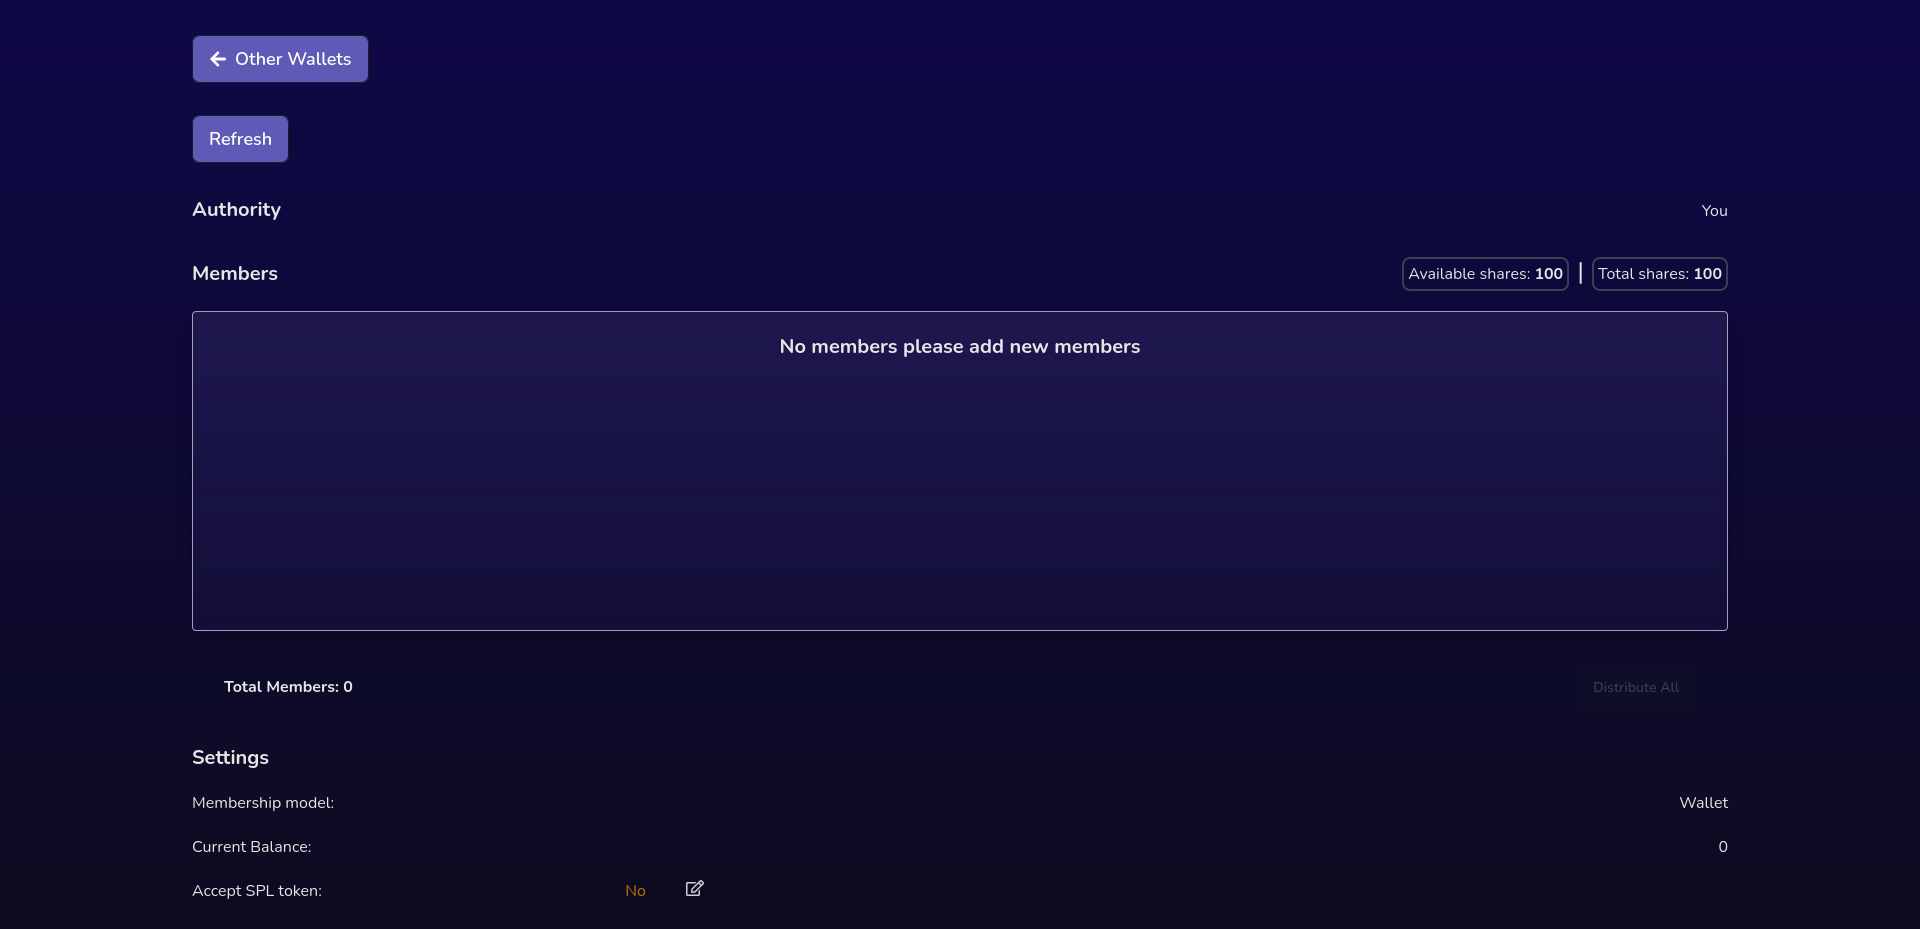 Other Wallets
Refresh
Authority You
Members Available shares: 100 | Total shares: 100
No members please add new members
Total Members: 0 Distribute All
Settings
Membership model: Wallet
Current Balance: 0
Accept SPL token: No